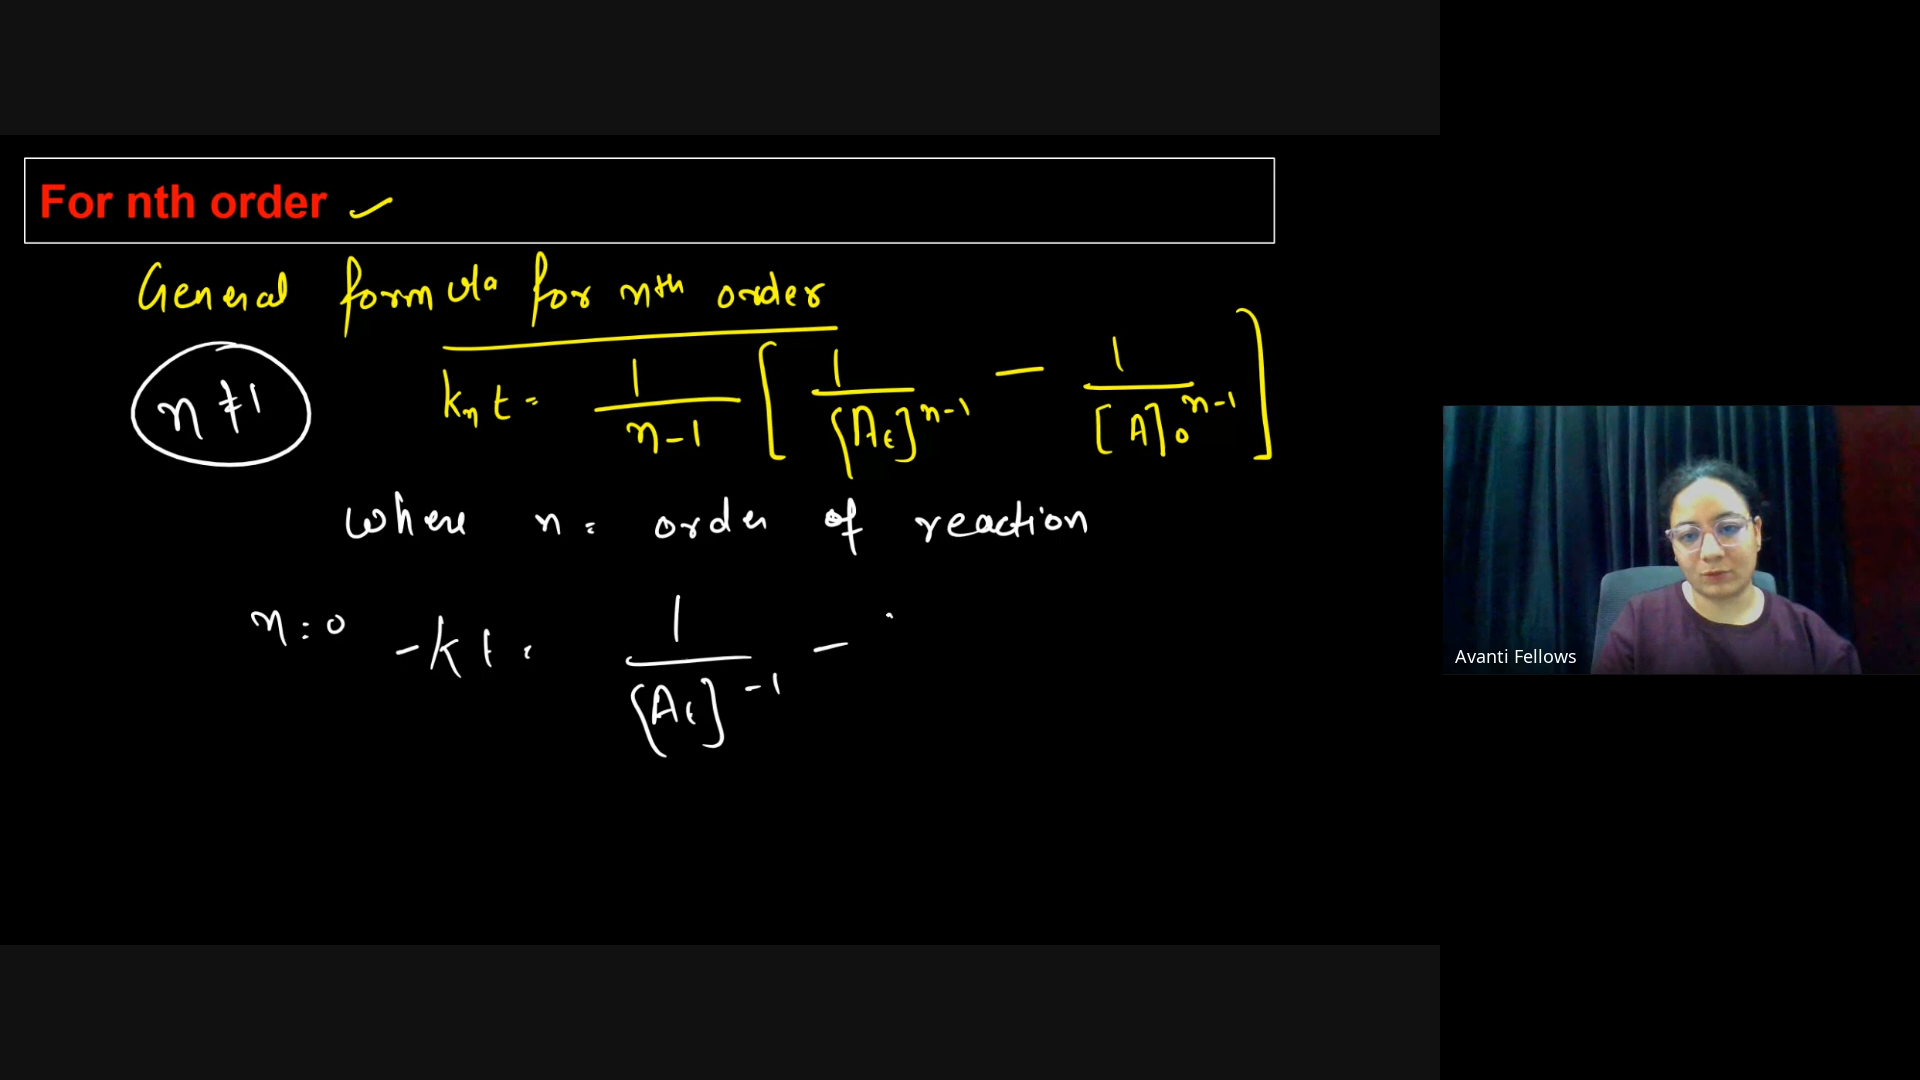 For nth order
General formula for nth order
n ≠ 1
kₙ t = 1/(n-1) [ 1/[Aₜ]ⁿ⁻¹ - 1/[A]₀ⁿ⁻¹ ]
where n = order of reaction
n = 0 -kt = 1/[Aₜ]⁻¹ -
Avanti Fellows